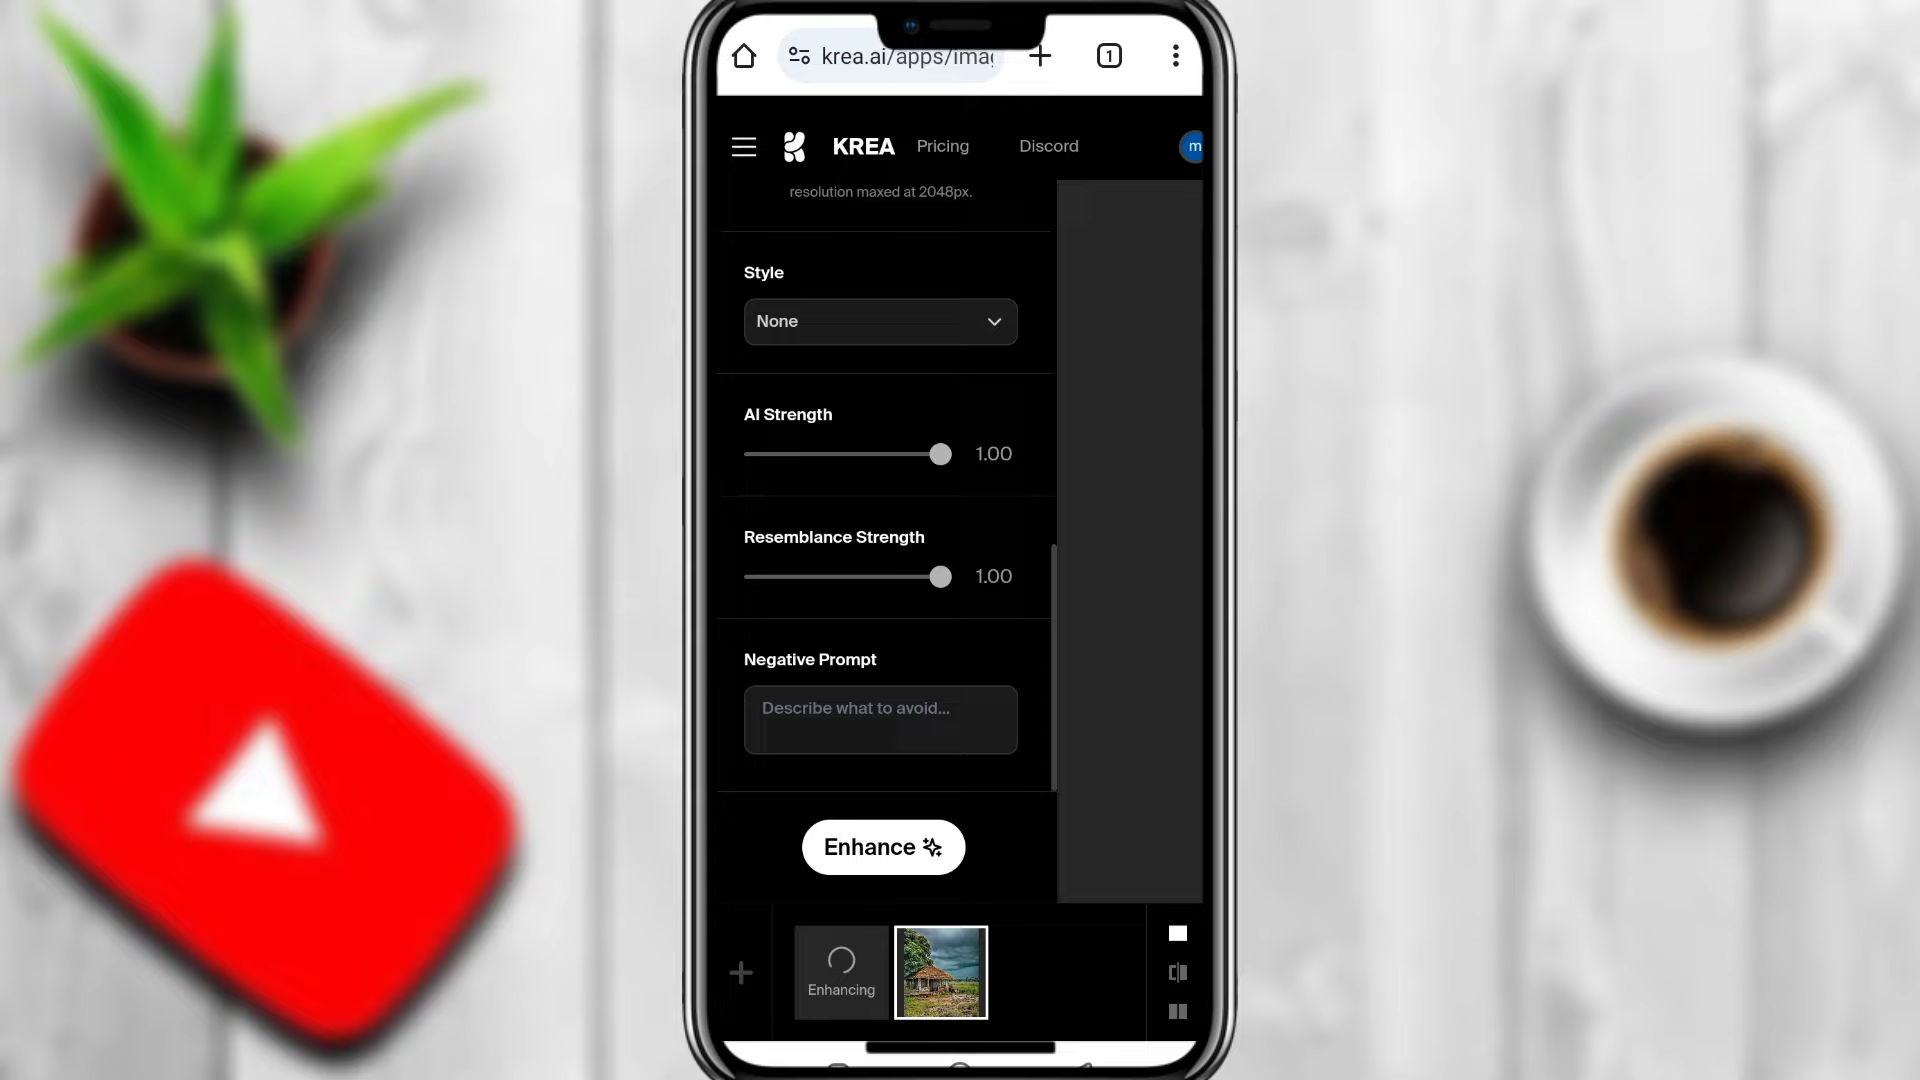 krea.ai/apps/ima
1
KREA
Pricing
Discord
m
resolution maxed at 2048px.
Style
None
AI Strength
1.00
Resemblance Strength
1.00
Negative Prompt
Describe what to avoid...
Enhance
Enhancing